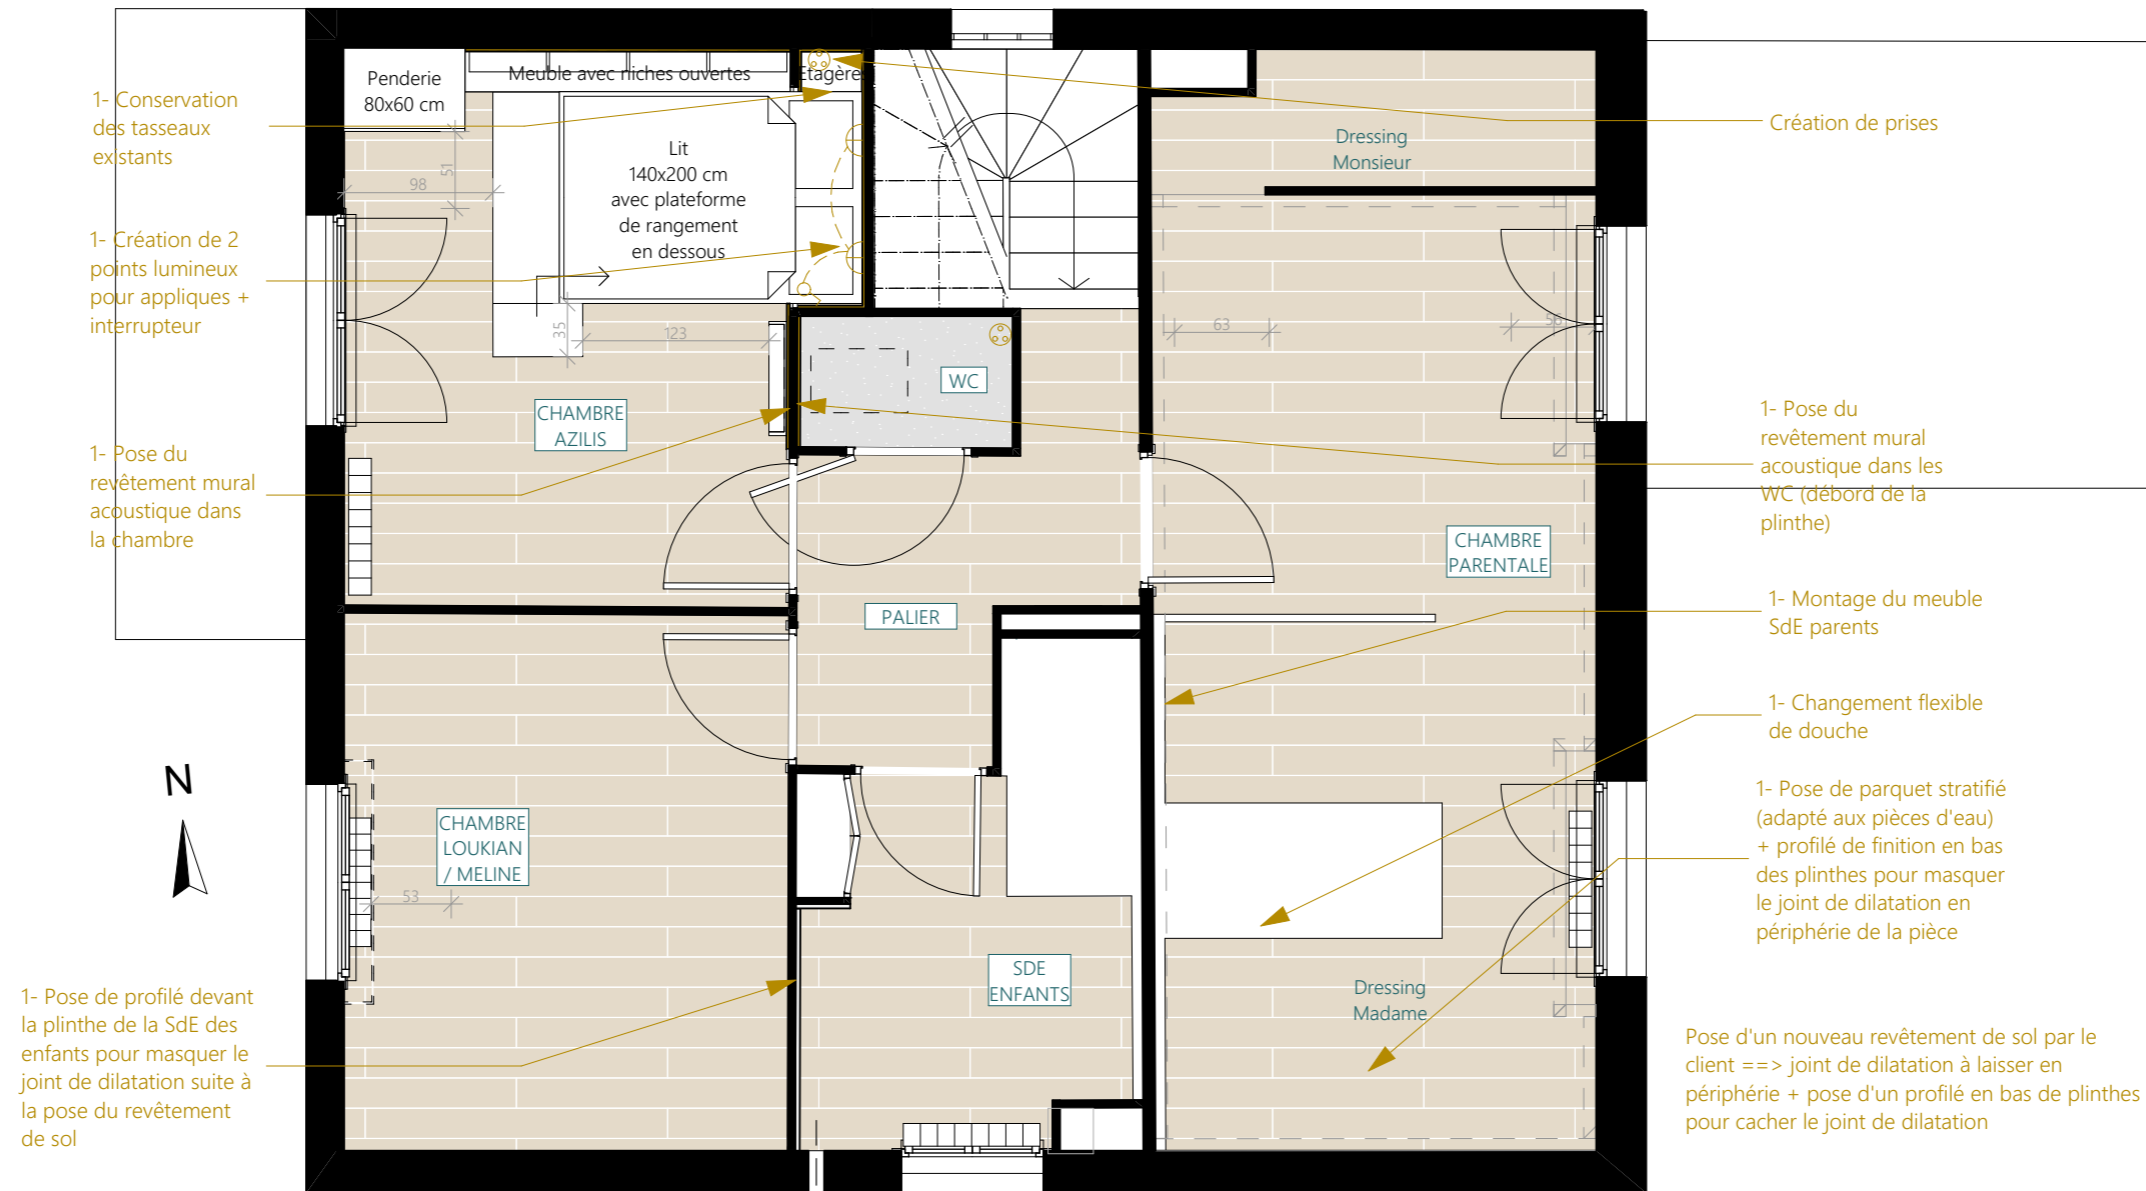 Penderie
80x60 cm
Meuble avec niches ouvertes
Etagère
1- Conservation
des tasseaux
existants
Création de prises
Dressing
Monsieur
Lit
140x200 cm
avec plateforme
de rangement
en dessous
98
51
1- Création de 2
points lumineux
pour appliques +
interrupteur
35
123
63
56
WC
CHAMBRE
AZILIS
1- Pose du
revêtement mural
acoustique dans
la chambre
1- Pose du
revêtement mural
acoustique dans les
WC (débord de la
plinthe)
CHAMBRE
PARENTALE
PALIER
1- Montage du meuble
SdE parents
1- Changement flexible
de douche
N
CHAMBRE
LOUKIAN
/ MELINE
53
1- Pose de parquet stratifié
(adapté aux pièces d'eau)
+ profilé de finition en bas
des plinthes pour masquer
le joint de dilatation en
périphérie de la pièce
SDE
ENFANTS
Dressing
Madame
1- Pose de profilé devant
la plinthe de la SdE des
enfants pour masquer le
joint de dilatation suite à
la pose du revêtement
de sol
Pose d'un nouveau revêtement de sol par le
client ==> joint de dilatation à laisser en
périphérie + pose d'un profilé en bas de plinthes
pour cacher le joint de dilatation